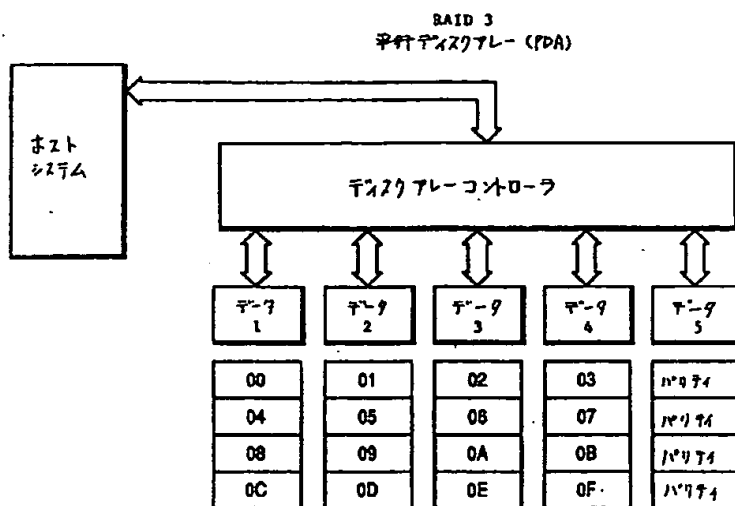 RAID 3
平行ディスクアレー (PDA)
ホスト
システム
ディスクアレーコントローラ
データ
1
データ
2
データ
3
データ
4
データ
5
00 01 02 03 パリティ
04 05 06 07 パリティ
08 09 0A 0B パリティ
0C 0D 0E 0F パリティ